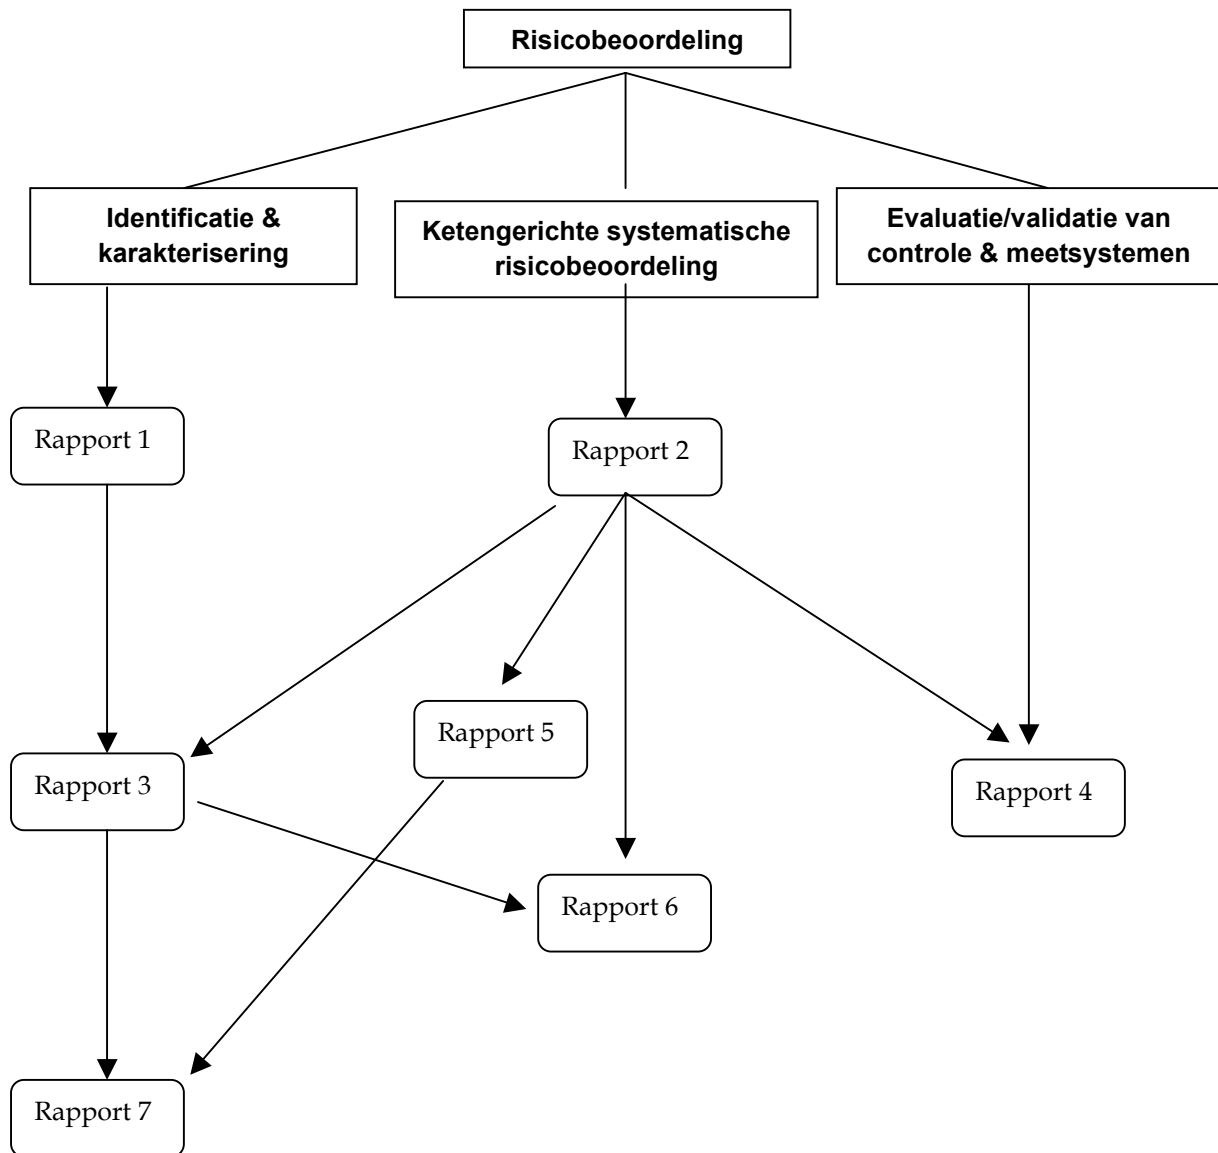 Risicobeoordeling
Identificatie &
karakterisering
Ketengerichte systematische
risicobeoordeling
Evaluatie/validatie van
controle & meetsystemen
Rapport 1
Rapport 2
Rapport 5
Rapport 3
Rapport 4
Rapport 6
Rapport 7